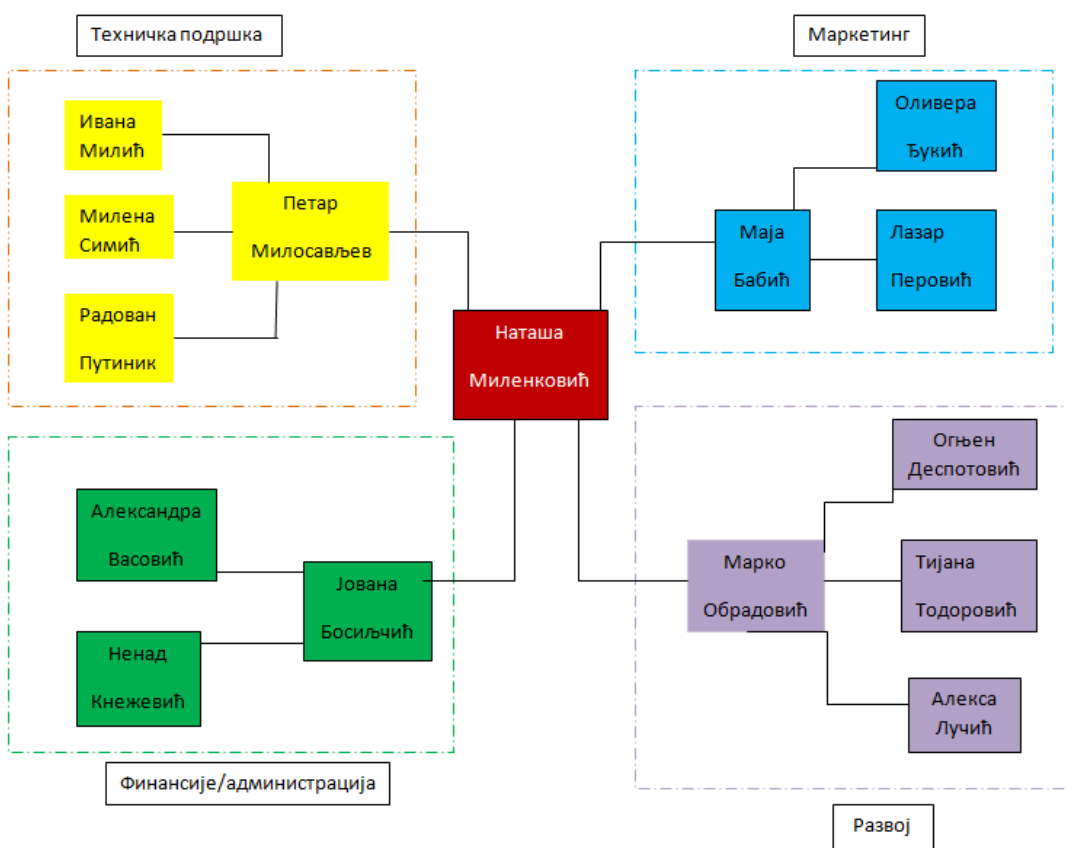 Техничка подршка
Ивана
Милић
Милена
Симић
Радован
Путиник
Петар
Милосављев
Маркетинг
Оливера
Ђукић
Маја
Бабић
Лазар
Перовић
Наташа
Миленковић
Александра
Васовић
Ненад
Кнежевић
Јована
Босиљчић
Финансије/администрација
Огњен
Деспотовић
Марко
Обрадовић
Тијана
Тодоровић
Алекса
Лучић
Развој